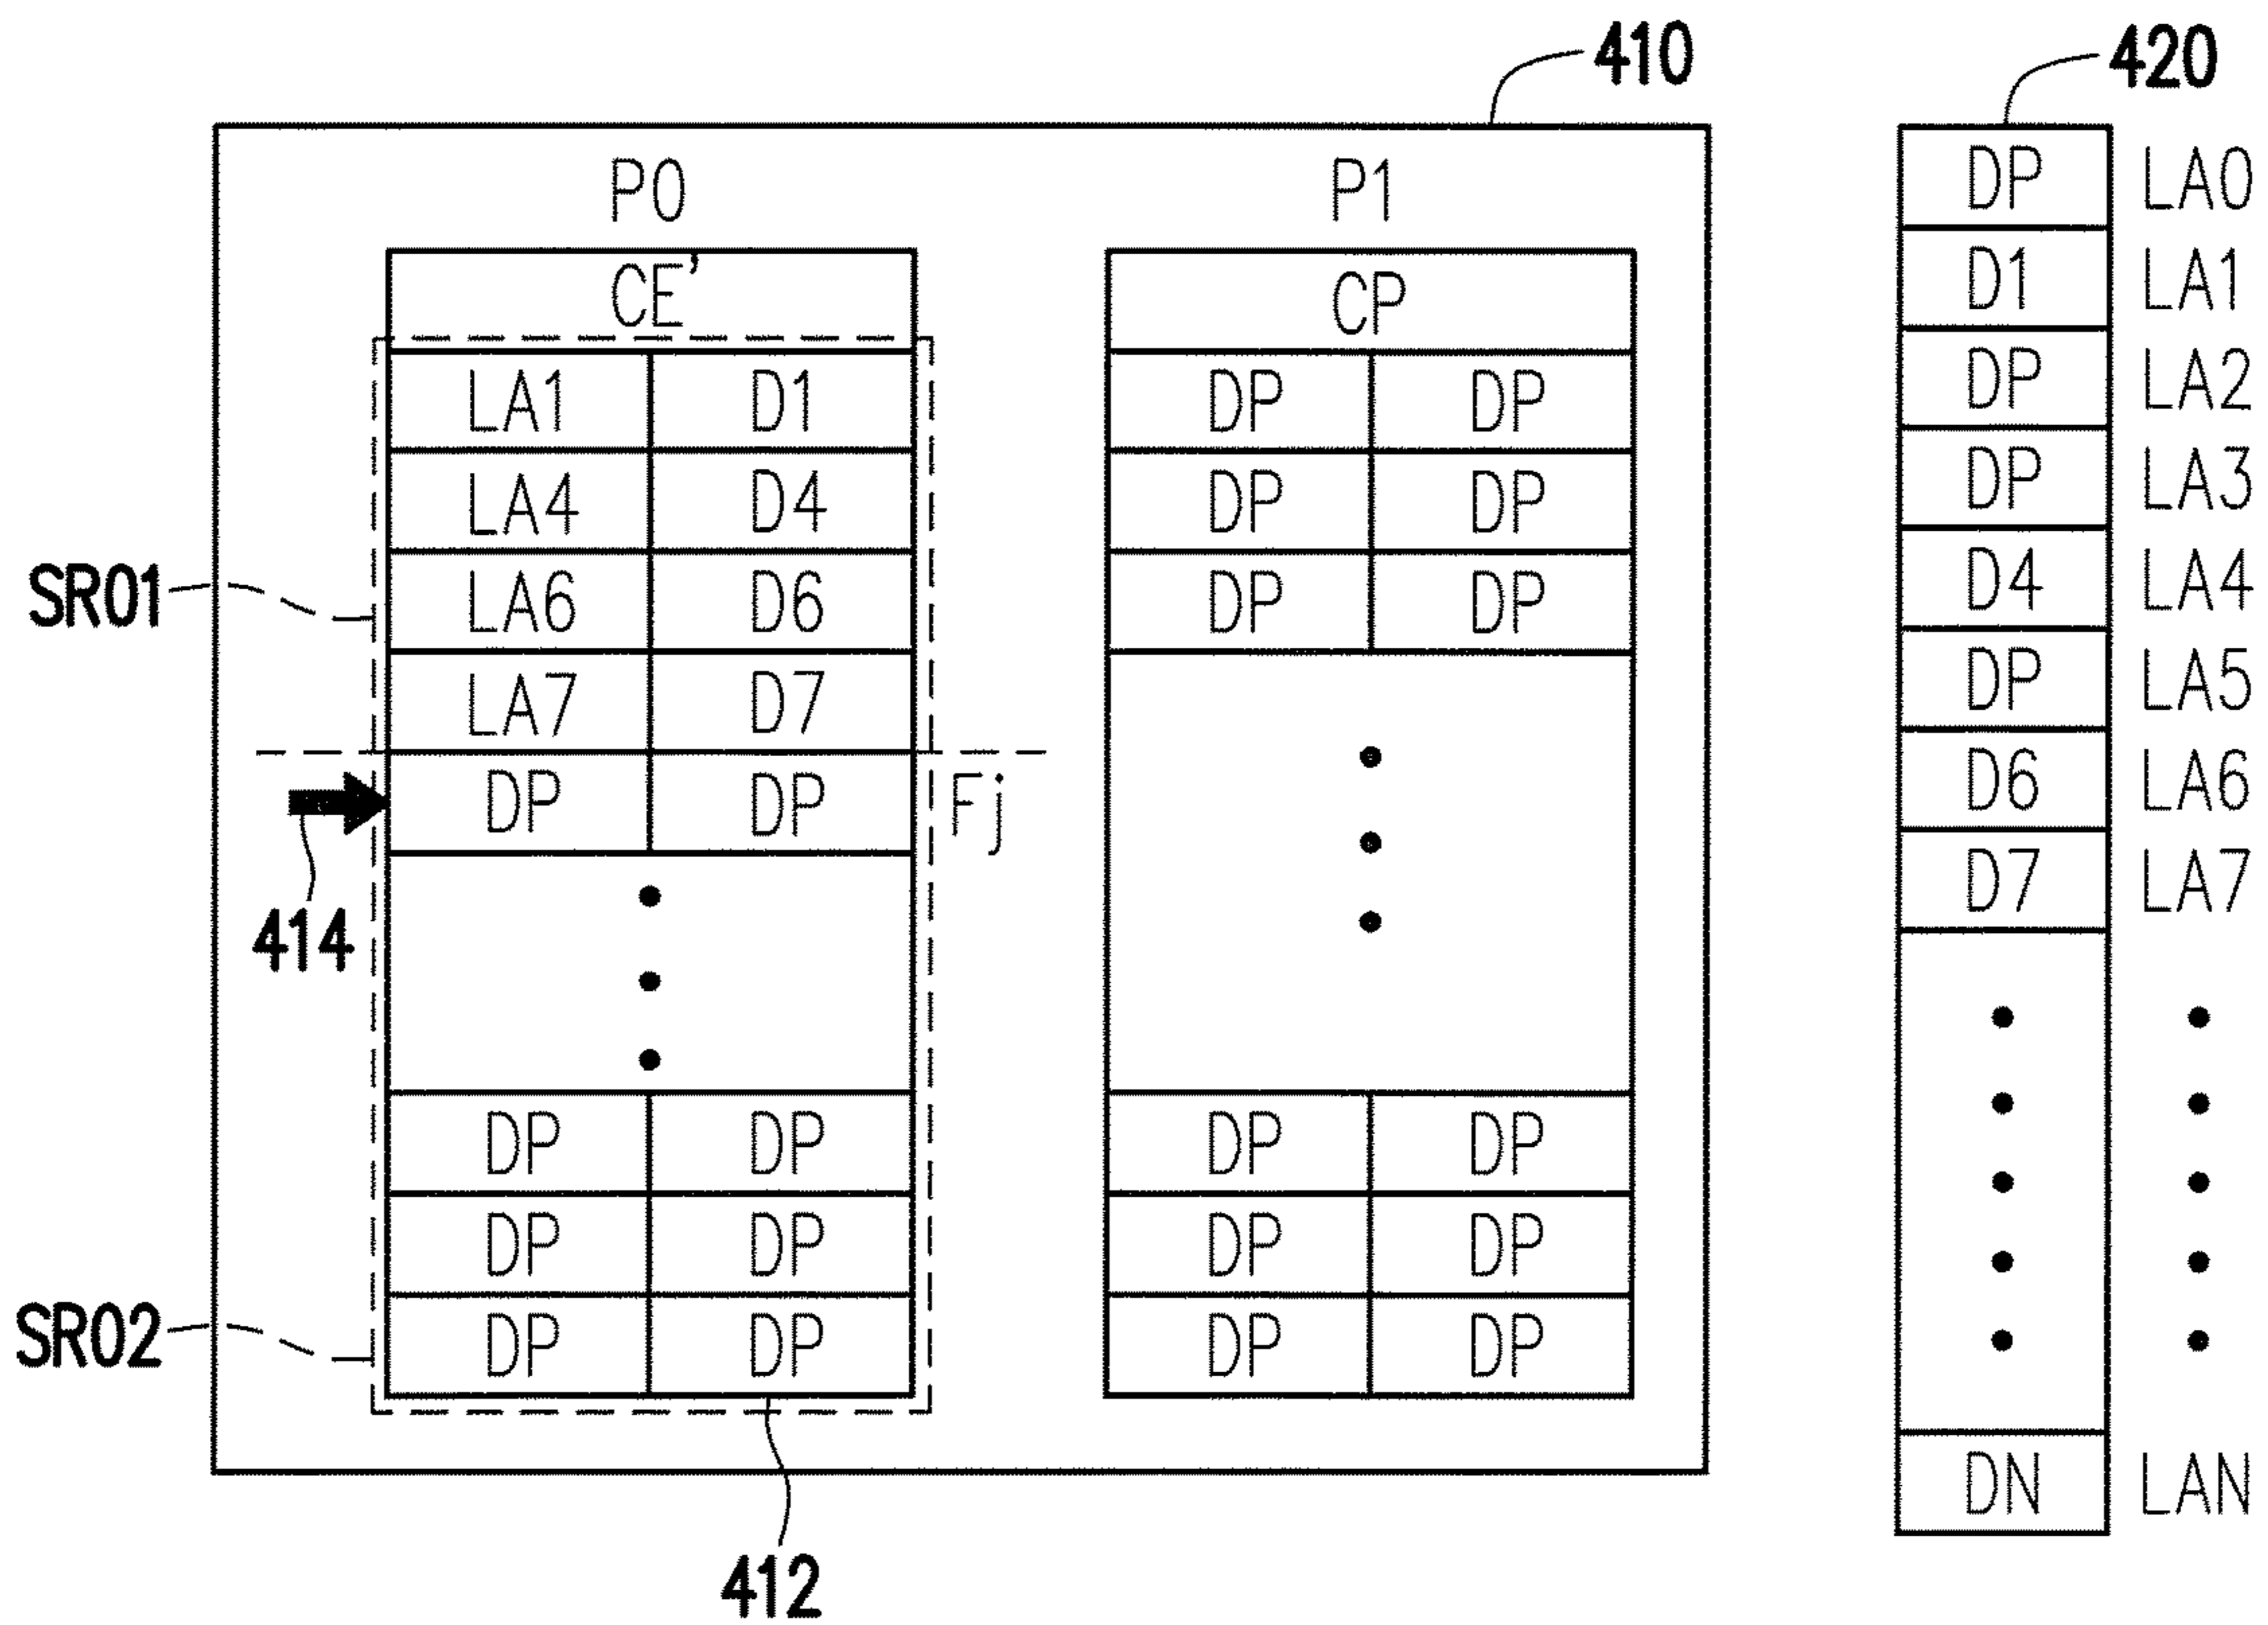 410
420
P0 P1
DP LA0
CE' CP
D1 LA1
LA1 D1 DP DP
DP LA2
LA4 D4 DP DP
DP LA3
SR01
LA6 D6 DP DP
D4 LA4
LA7 D7
DP LA5
DP DP Fj
D6 LA6
414
D7 LA7
DP DP DP DP
DP DP DP DP
SR02
DP DP DP DP
DN LAN
412